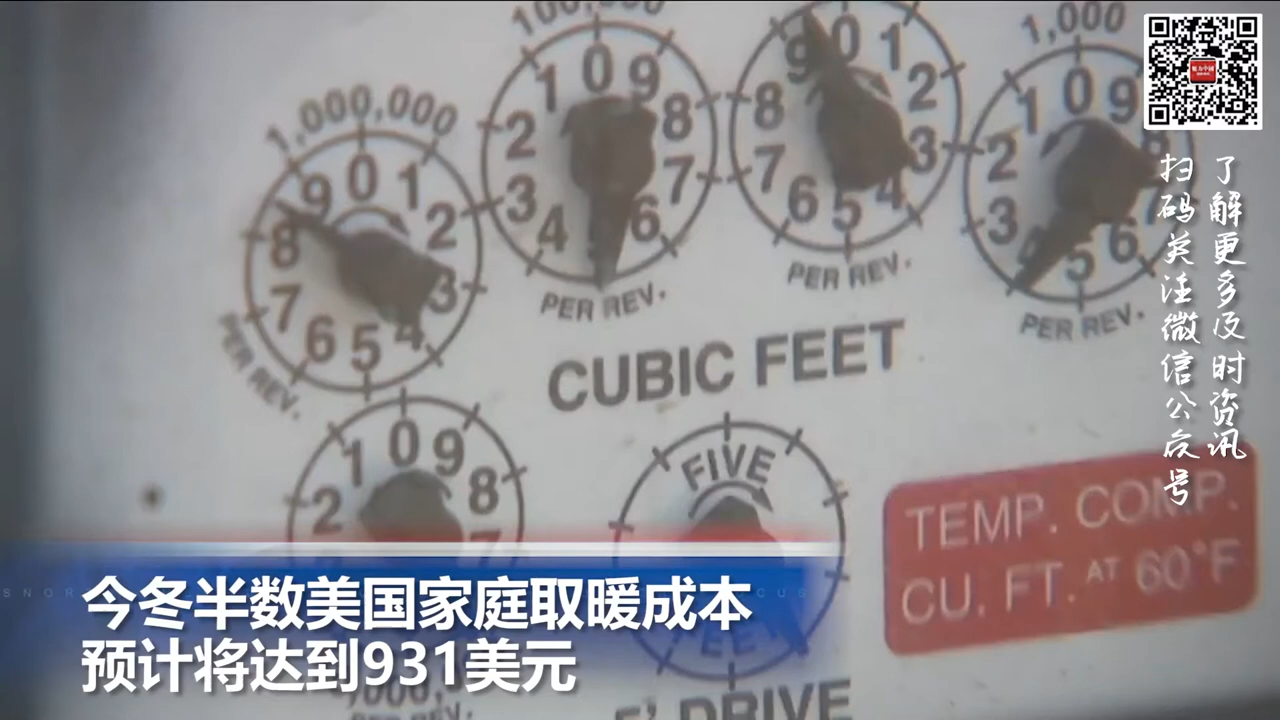 100,000
1,000
1,000,000
0 1 2 3 4 5 6 7 8 9
0 9 8 7 6 4 3 2 1
0 1 2 3 4 5 6 7 8 9
0 9 6 5 4 3 2 1
PER REV.
PER REV.
PER REV.
PER REV.
CUBIC FEET
0 9 8 7 2 1
FIVE
FEET
TEMP. COMP.
CU. FT. AT 60°F
今冬半数美国家庭取暖成本
预计将达到931美元
PER REV.
DRIVE
了解更多及时资讯
扫码关注微信公众号